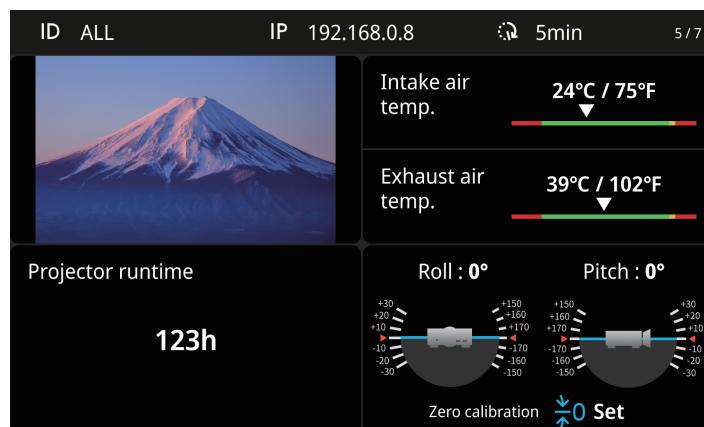 ID ALL IP 192.168.0.8 5min 5 / 7
Intake air
temp.
24°C / 75°F
Exhaust air
temp.
39°C / 102°F
Projector runtime
123h
Roll : 0°
+30
+20
+10
-10
-20
-30
+150
+160
+170
-170
-160
-150
Pitch : 0°
+150
+160
+170
-170
-160
-150
+30
+20
+10
-10
-20
-30
Zero calibration 0 Set